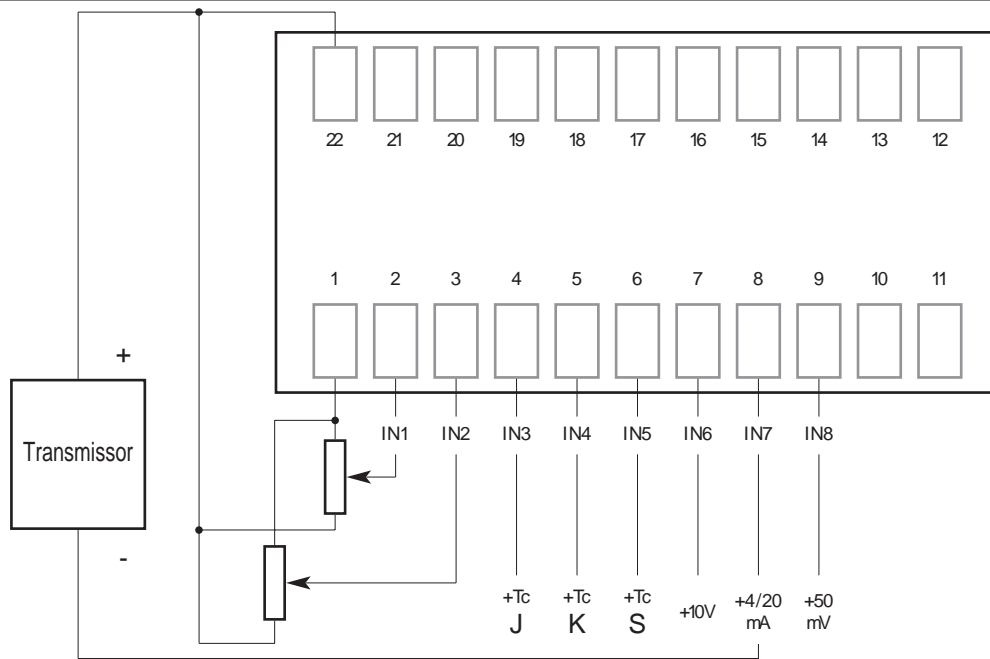 22 21 20 19 18 17 16 15 14 13 12
1 2 3 4 5 6 7 8 9 10 11
+
Transmissor
-
IN1 IN2 IN3 IN4 IN5 IN6 IN7 IN8
+Tc +Tc +Tc +10V +4/20 +50
J K S mA mV